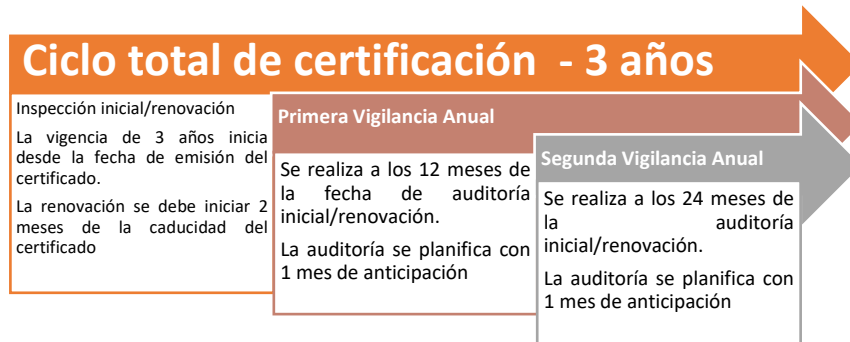 Ciclo total de certificación - 3 años
Inspección inicial/renovación
La vigencia de 3 años inicia
desde la fecha de emisión del
certificado.
La renovación se debe iniciar 2
meses de la caducidad del
certificado
Primera Vigilancia Anual
Se realiza a los 12 meses de
la fecha de auditoría
inicial/renovación.
La auditoría se planifica con
1 mes de anticipación
Segunda Vigilancia Anual
Se realiza a los 24 meses de
la auditoría
inicial/renovación.
La auditoría se planifica con
1 mes de anticipación